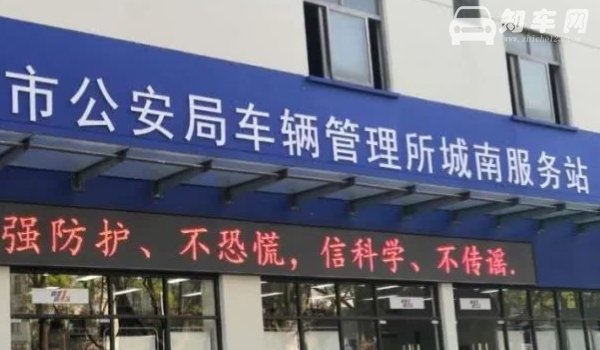 知车网
市公安局车辆管理所城南服务站
强防护、不恐慌，信科学、不传谣.